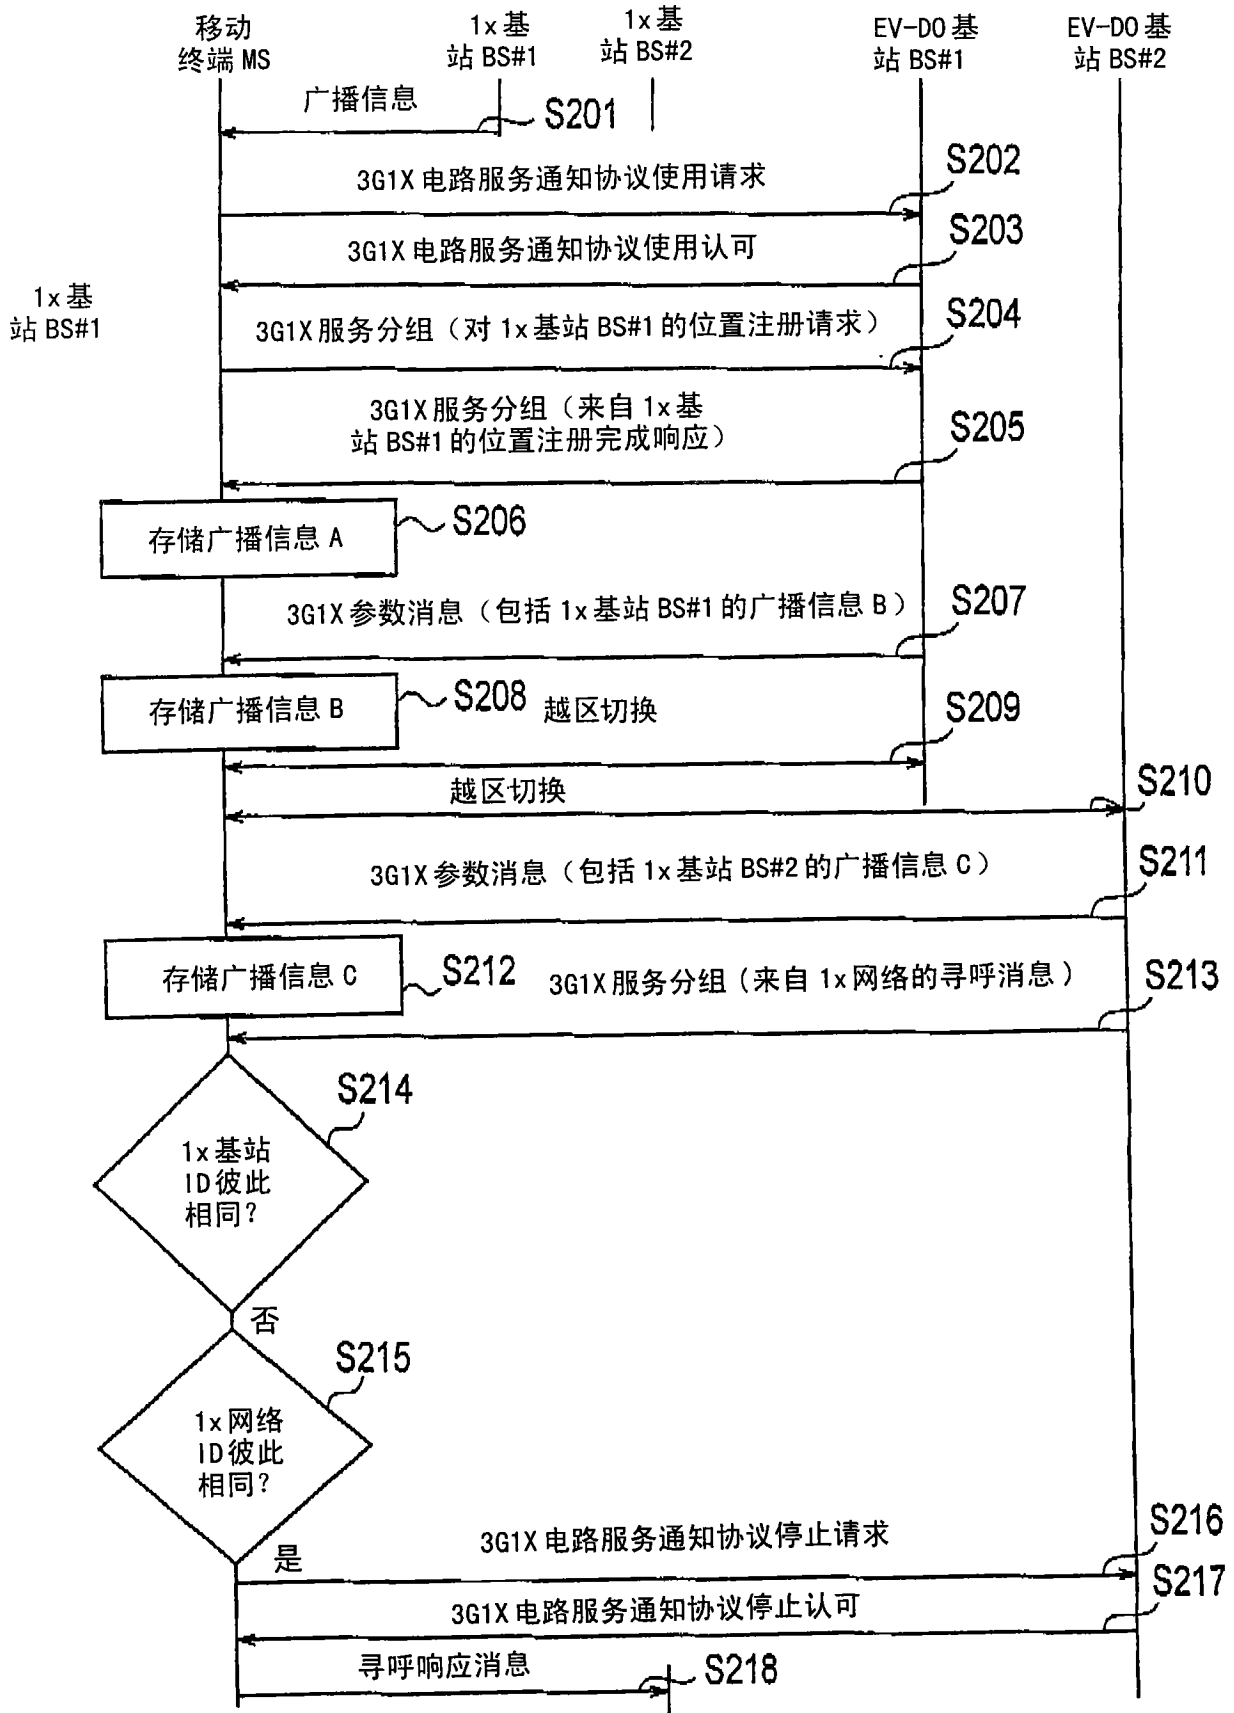 移动
终端 MS
1x 基
站 BS#1
1x 基
站 BS#2
EV-DO 基
站 BS#1
EV-DO 基
站 BS#2
广播信息
S201
3G1X 电路服务通知协议使用请求
S202
3G1X 电路服务通知协议使用认可
S203
1x 基
站 BS#1
3G1X 服务分组（对 1x 基站 BS#1 的位置注册请求）
S204
3G1X 服务分组（来自 1x 基
站 BS#1 的位置注册完成响应）
S205
存储广播信息 A
S206
3G1X 参数消息（包括 1x 基站 BS#1 的广播信息 B）
S207
存储广播信息 B
S208
越区切换
S209
越区切换
S210
3G1X 参数消息（包括 1x 基站 BS#2 的广播信息 C）
S211
存储广播信息 C
S212
3G1X 服务分组（来自 1x 网络的寻呼消息）
S213
S214
1x 基站
ID 彼此
相同？
否
S215
1x 网络
ID 彼此
相同？
是
3G1X 电路服务通知协议停止请求
S216
3G1X 电路服务通知协议停止认可
S217
寻呼响应消息
S218